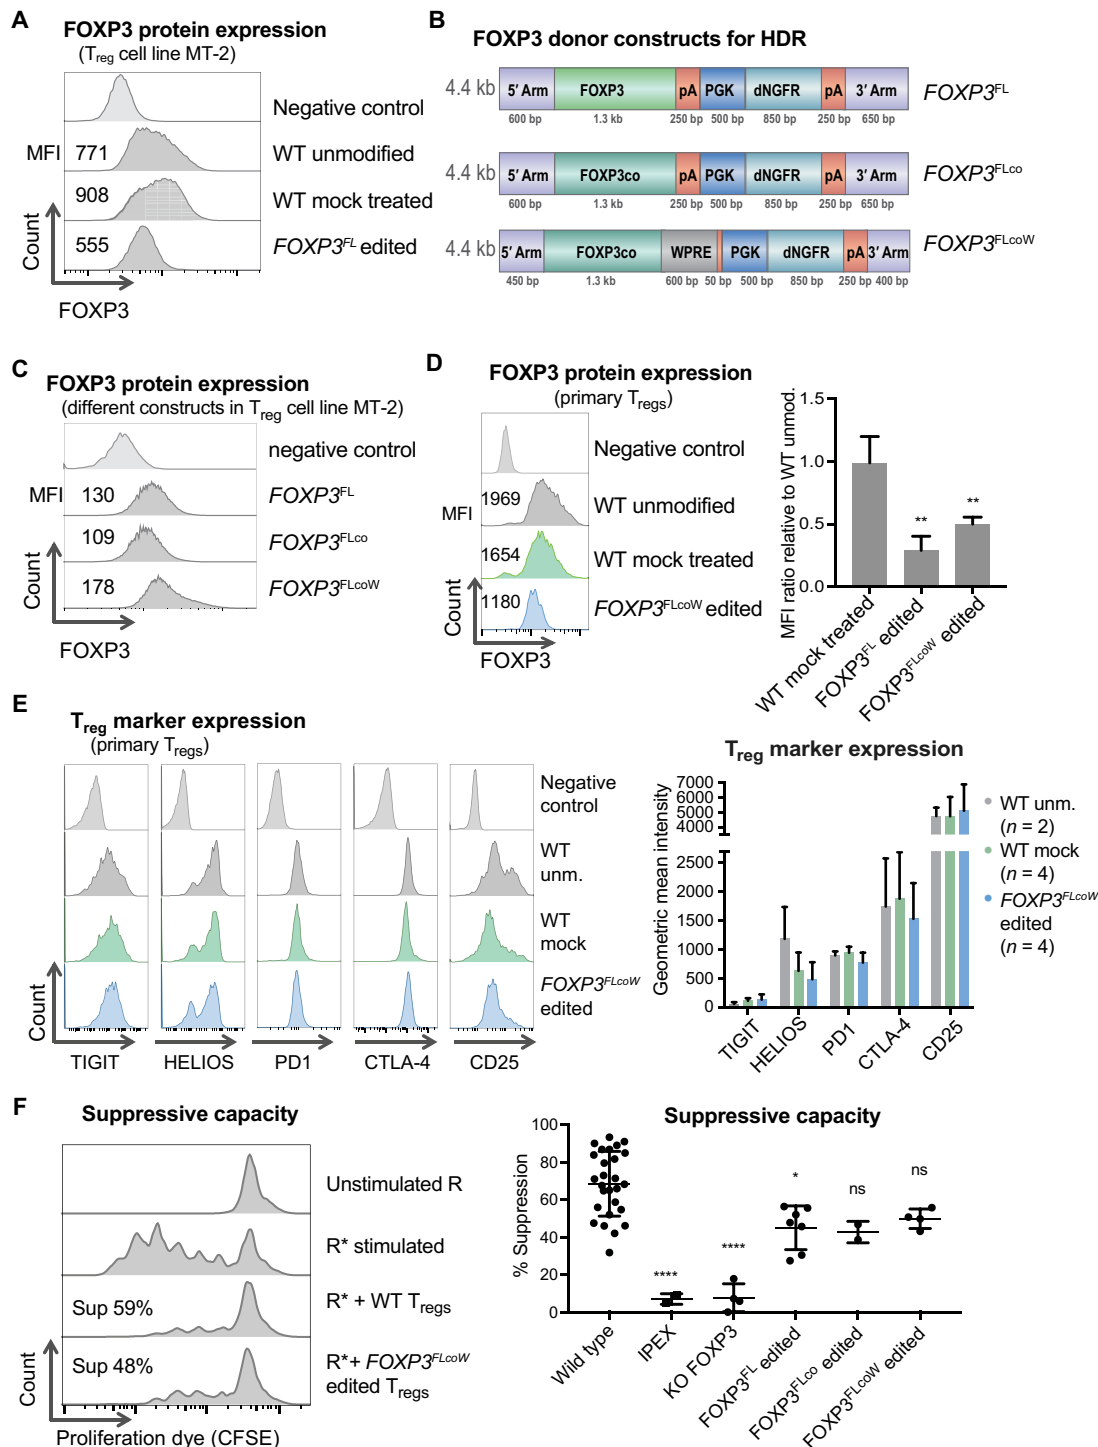 A
FOXP3 protein expression
(Treg cell line MT-2)
Negative control
MFI 771 WT unmodified
908 WT mock treated
555 FOXP3FL edited
Count
FOXP3
B
FOXP3 donor constructs for HDR
4.4 kb 5′ Arm FOXP3 pA PGK dNGFR pA 3′ Arm FOXP3FL
600 bp 1.3 kb 250 bp 500 bp 850 bp 250 bp 650 bp
4.4 kb 5′ Arm FOXP3co pA PGK dNGFR pA 3′ Arm FOXP3FLco
600 bp 1.3 kb 250 bp 500 bp 850 bp 250 bp 650 bp
4.4 kb 5′ Arm FOXP3co WPRE PGK dNGFR pA 3′ Arm FOXP3FLcoW
450 bp 1.3 kb 600 bp 50 bp 500 bp 850 bp 250 bp 400 bp
C
FOXP3 protein expression
(different constructs in Treg cell line MT-2)
negative control
MFI 130 FOXP3FL
109 FOXP3FLco
178 FOXP3FLcoW
Count
FOXP3
D
FOXP3 protein expression
(primary Tregs)
Negative control
1969 WT unmodified
MFI
1654 WT mock treated
1180 FOXP3FLcoW edited
Count
FOXP3
MFI ratio relative to WT unmod.
1.5
1.0
0.5
0.0
**
**
WT mock treated
FOXP3FL edited
FOXP3FLcoW edited
E
Treg marker expression
(primary Tregs)
Negative
control
WT
unm.
WT
mock
FOXP3FLcoW
edited
Count
TIGIT HELIOS PD1 CTLA-4 CD25
Treg marker expression
Geometric mean intensity
7000
6000
5000
4000
2500
2000
1500
1000
500
0
TIGIT
HELIOS
PD1
CTLA-4
CD25
WT unm.
(n = 2)
WT mock
(n = 4)
FOXP3FLcoW
edited
(n = 4)
F
Suppressive capacity
Unstimulated R
R* stimulated
Sup 59% R* + WT Tregs
Sup 48% R*+ FOXP3FLcoW
edited Tregs
Count
Proliferation dye (CFSE)
Suppressive capacity
% Suppression
100
80
60
40
20
0
****
****
*
ns
ns
Wild type
IPEX
KO FOXP3
FOXP3FL edited
FOXP3FLco edited
FOXP3FLcoW edited